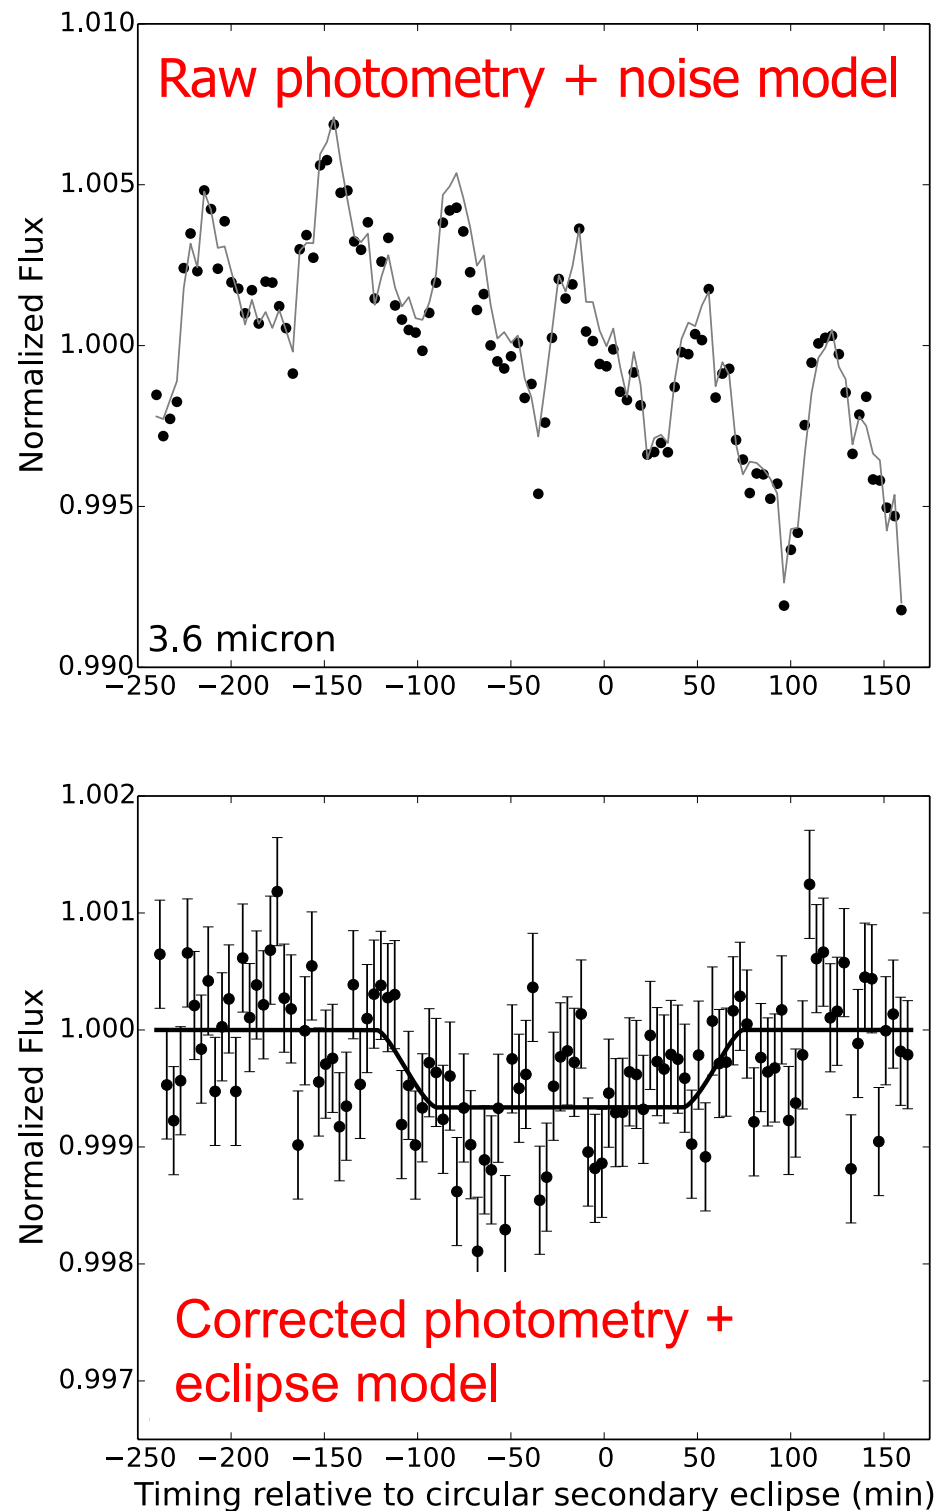 1.010
Raw photometry + noise model
1.005
1.000
0.995
0.990
Normalized Flux
3.6 micron
−250 −200 −150 −100 −50 0 50 100 150
1.002
1.001
1.000
0.999
0.998
0.997
Normalized Flux
Corrected photometry +
eclipse model
−250 −200 −150 −100 −50 0 50 100 150
Timing relative to circular secondary eclipse (min)